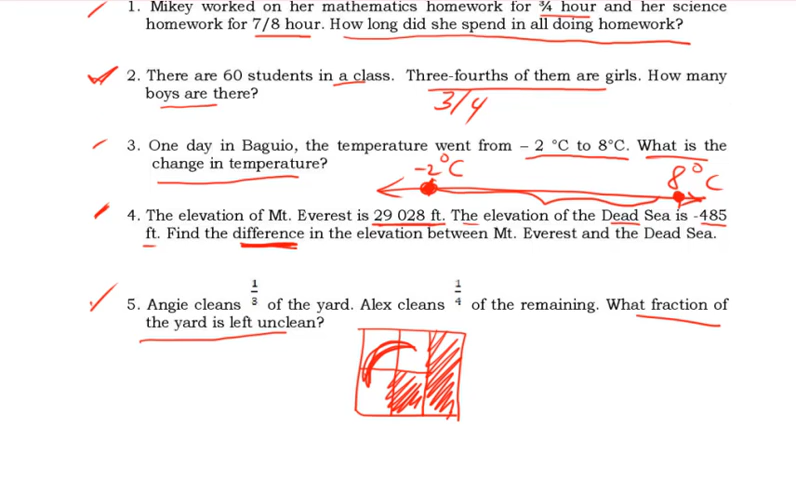 1. Mikey worked on her mathematics homework for ¾ hour and her science
homework for 7/8 hour. How long did she spend in all doing homework?
2. There are 60 students in a class. Three-fourths of them are girls. How many
boys are there?
3/4
3. One day in Baguio, the temperature went from – 2 °C to 8°C. What is the
change in temperature?
-2°C
8°C
4. The elevation of Mt. Everest is 29 028 ft. The elevation of the Dead Sea is -485
ft. Find the difference in the elevation between Mt. Everest and the Dead Sea.
5. Angie cleans 1/3 of the yard. Alex cleans 1/4 of the remaining. What fraction of
the yard is left unclean?